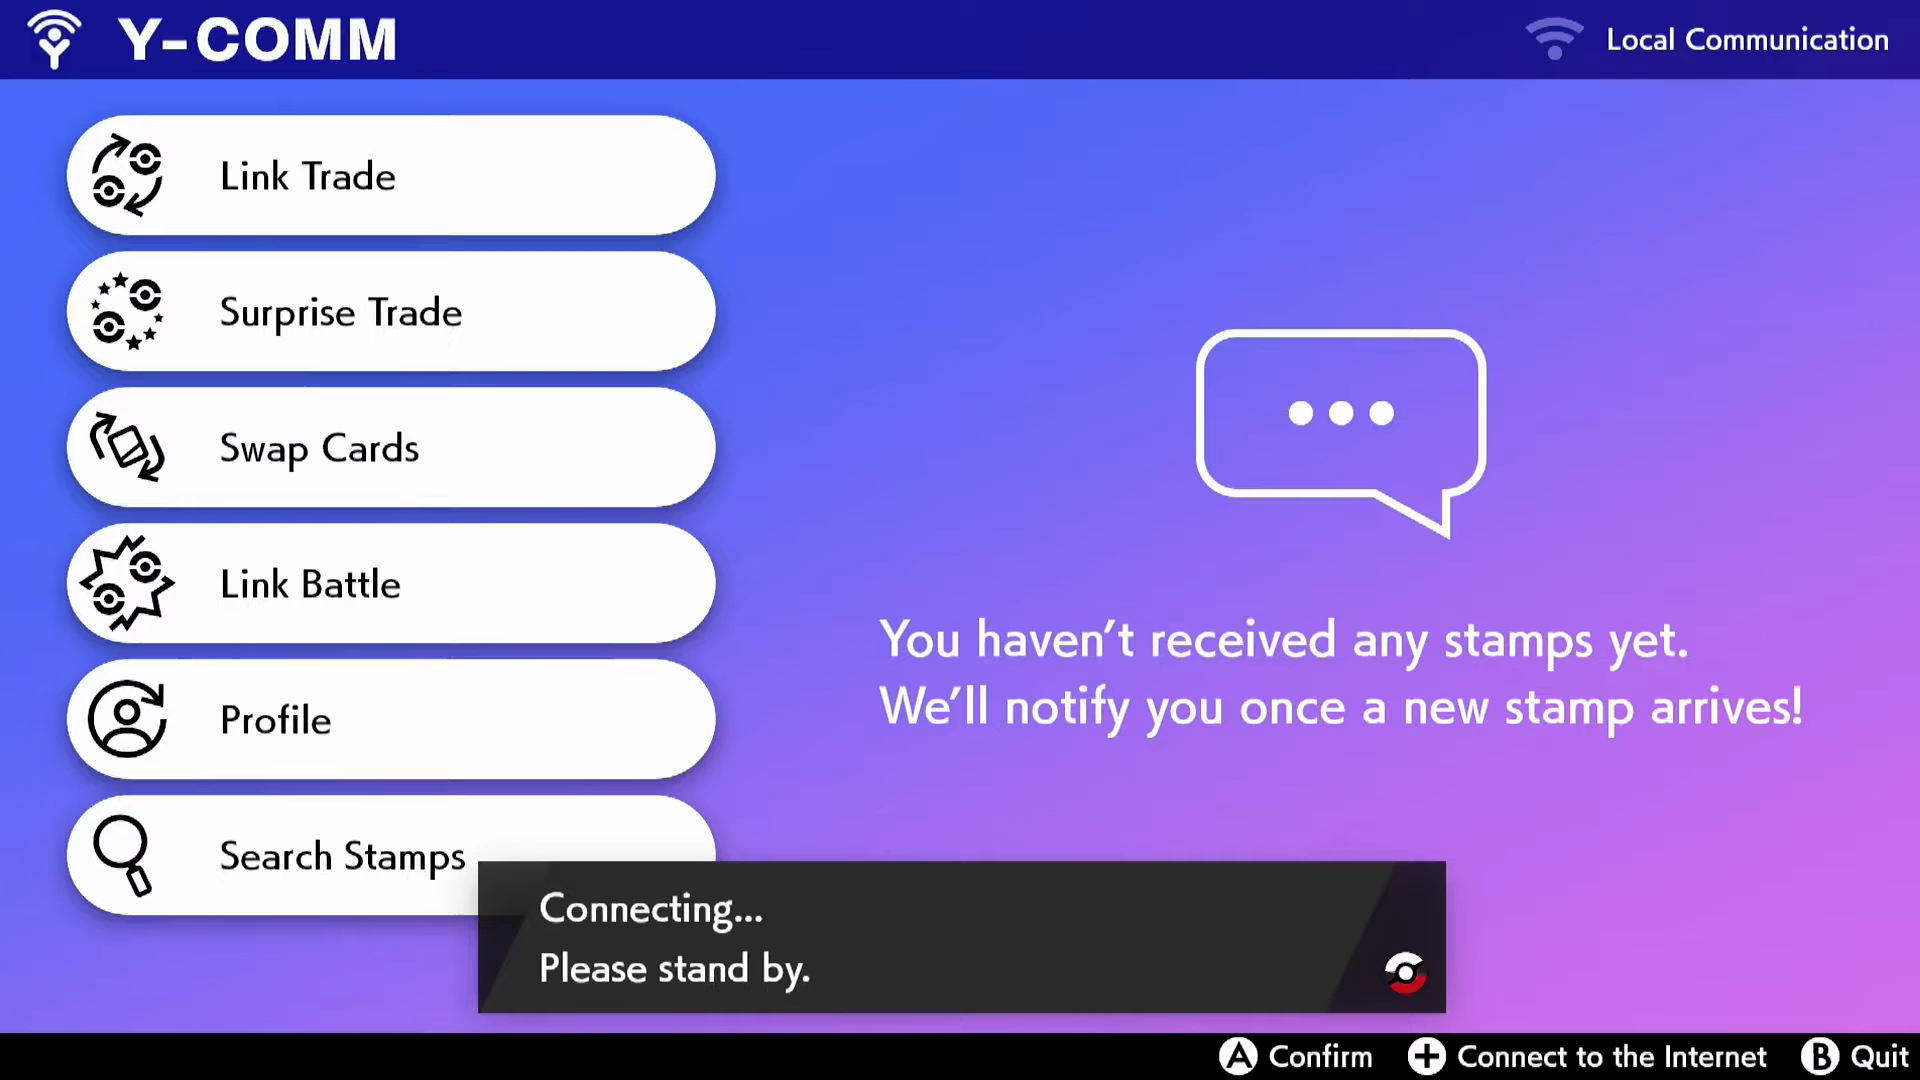 Y-COMM
Local Communication
Link Trade
Surprise Trade
Swap Cards
Link Battle
Profile
Search Stamps
You haven't received any stamps yet.
We'll notify you once a new stamp arrives!
Connecting...
Please stand by.
A Confirm + Connect to the Internet B Quit